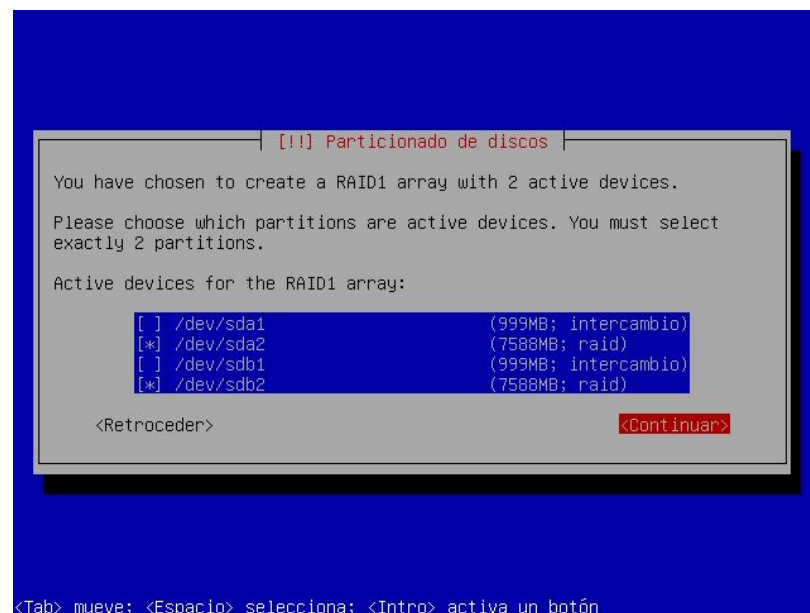 [!!] Particionado de discos
You have chosen to create a RAID1 array with 2 active devices.
Please choose which partitions are active devices. You must select
exactly 2 partitions.
Active devices for the RAID1 array:
[ ] /dev/sda1 (999MB; intercambio)
[*] /dev/sda2 (7588MB; raid)
[ ] /dev/sdb1 (999MB; intercambio)
[*] /dev/sdb2 (7588MB; raid)
<Retroceder> <Continuar>
<Tab> mueve; <Espacio> selecciona; <Intro> activa un botón